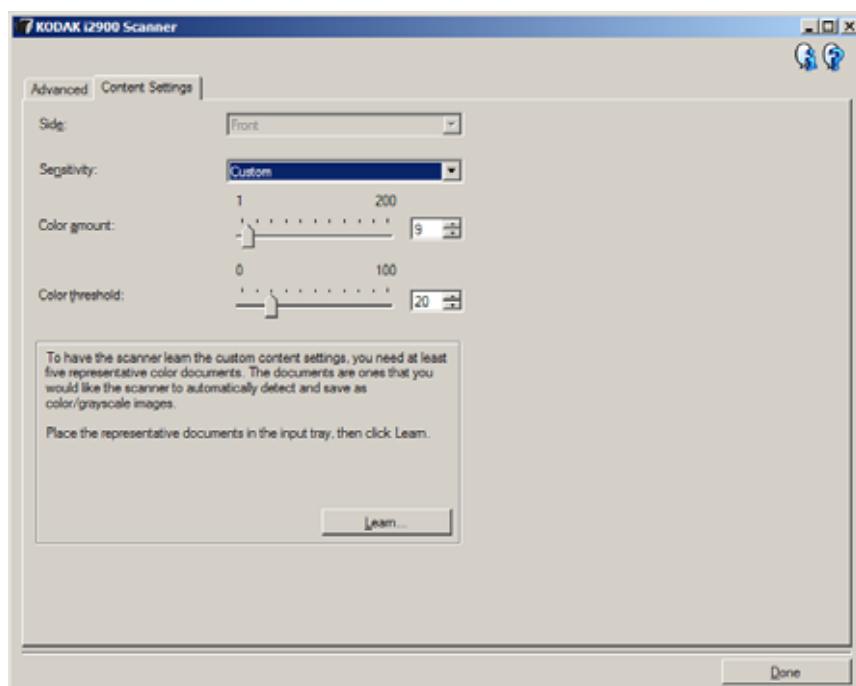 KODAK i2900 Scanner
Advanced Content Settings
Side: Front
Sensitivity: Custom
1 200
Color amount: 9
0 100
Color threshold: 20
To have the scanner learn the custom content settings, you need at least
five representative color documents. The documents are ones that you
would like the scanner to automatically detect and save as
color/grayscale images.
Place the representative documents in the input tray, then click Learn.
Learn...
Done